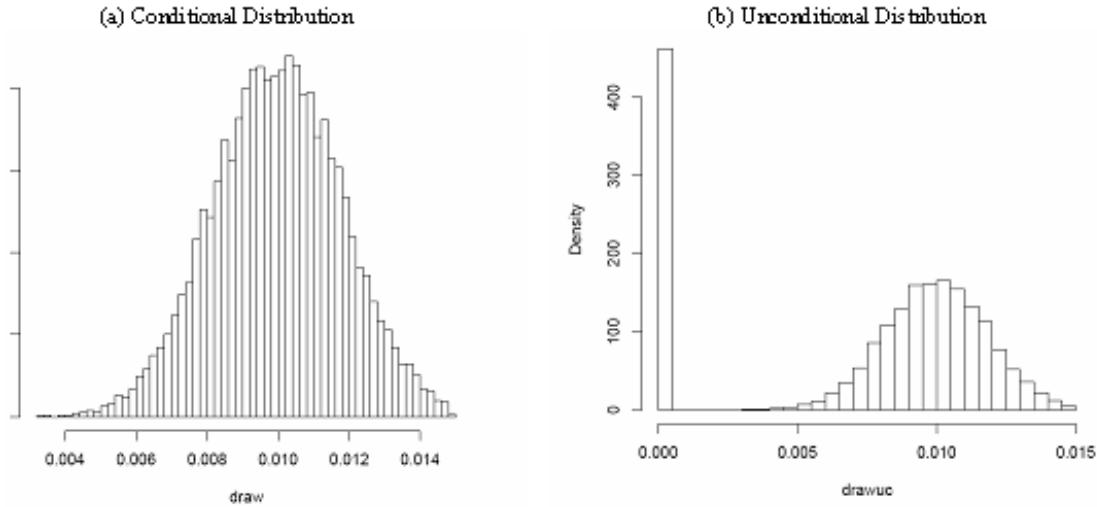 (a) Conditional Distribution
0.004 0.006 0.008 0.010 0.012 0.014
draw
(b) Unconditional Distribution
Density
0 100 200 300 400
0.000 0.005 0.010 0.015
drawuc